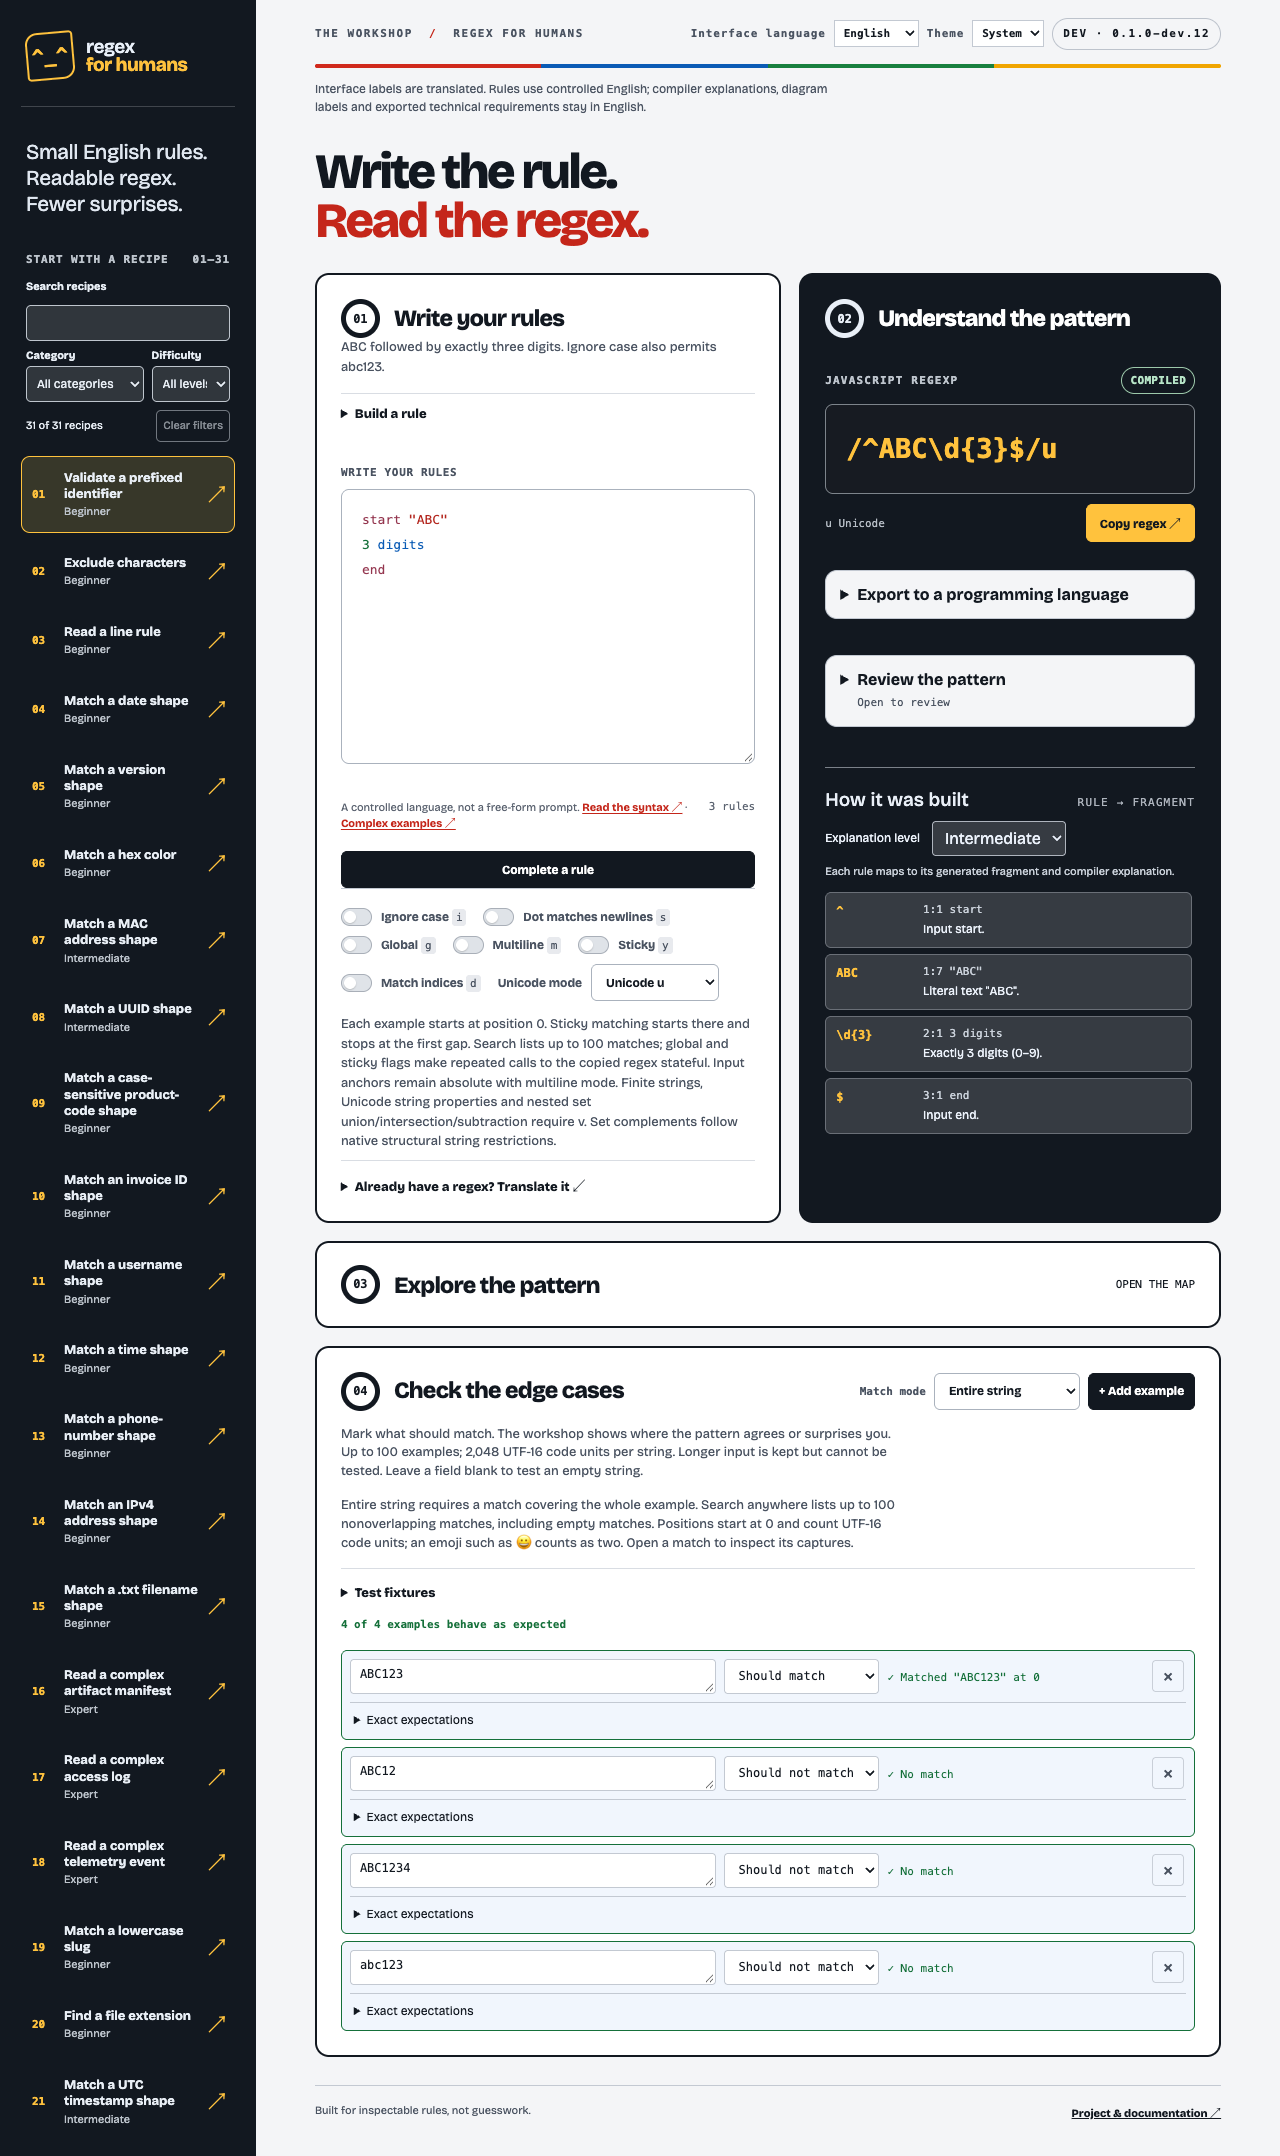 regex
for humans
Small English rules.
Readable regex.
Fewer surprises.
START WITH A RECIPE 01–31
Search recipes
Category Difficulty
All categories All levels
31 of 31 recipes Clear filters
01 Validate a prefixed
identifier
Beginner
02 Exclude characters
Beginner
03 Read a line rule
Beginner
04 Match a date shape
Beginner
05 Match a version
shape
Beginner
06 Match a hex color
Beginner
07 Match a MAC
address shape
Intermediate
08 Match a UUID shape
Intermediate
09 Match a case-
sensitive product-
code shape
Beginner
10 Match an invoice ID
shape
Beginner
11 Match a username
shape
Beginner
12 Match a time shape
Beginner
13 Match a phone-
number shape
Beginner
14 Match an IPv4
address shape
Beginner
15 Match a .txt filename
shape
Beginner
16 Read a complex
artifact manifest
Expert
17 Read a complex
access log
Expert
18 Read a complex
telemetry event
Expert
19 Match a lowercase
slug
Beginner
20 Find a file extension
Beginner
21 Match a UTC
timestamp shape
Intermediate
THE WORKSHOP / REGEX FOR HUMANS Interface language English Theme System DEV · 0.1.0-dev.12
Interface labels are translated. Rules use controlled English; compiler explanations, diagram
labels and exported technical requirements stay in English.
Write the rule.
Read the regex.
01 Write your rules
ABC followed by exactly three digits. Ignore case also permits
abc123.
▶ Build a rule
WRITE YOUR RULES
start "ABC"
3 digits
end
A controlled language, not a free-form prompt. Read the syntax ↗ · 3 rules
Complex examples ↗
Complete a rule
Ignore case i Dot matches newlines s
Global g Multiline m Sticky y
Match indices d Unicode mode Unicode u
Each example starts at position 0. Sticky matching starts there and
stops at the first gap. Search lists up to 100 matches; global and
sticky flags make repeated calls to the copied regex stateful. Input
anchors remain absolute with multiline mode. Finite strings,
Unicode string properties and nested set
union/intersection/subtraction require v. Set complements follow
native structural string restrictions.
▶ Already have a regex? Translate it ↙
02 Understand the pattern
JAVASCRIPT REGEXP COMPILED
/^ABC\d{3}$/u
u Unicode Copy regex ↗
▶ Export to a programming language
▶ Review the pattern
Open to review
How it was built RULE → FRAGMENT
Explanation level Intermediate
Each rule maps to its generated fragment and compiler explanation.
^ 1:1 start
Input start.
ABC 1:7 "ABC"
Literal text "ABC".
\d{3} 2:1 3 digits
Exactly 3 digits (0–9).
$ 3:1 end
Input end.
03 Explore the pattern OPEN THE MAP
04 Check the edge cases Match mode Entire string + Add example
Mark what should match. The workshop shows where the pattern agrees or surprises you.
Up to 100 examples; 2,048 UTF-16 code units per string. Longer input is kept but cannot be
tested. Leave a field blank to test an empty string.
Entire string requires a match covering the whole example. Search anywhere lists up to 100
nonoverlapping matches, including empty matches. Positions start at 0 and count UTF-16
code units; an emoji such as 😀 counts as two. Open a match to inspect its captures.
▶ Test fixtures
4 of 4 examples behave as expected
ABC123 Should match ✓ Matched "ABC123" at 0 ×
▶ Exact expectations
ABC12 Should not match ✓ No match ×
▶ Exact expectations
ABC1234 Should not match ✓ No match ×
▶ Exact expectations
abc123 Should not match ✓ No match ×
▶ Exact expectations
Built for inspectable rules, not guesswork. Project & documentation ↗